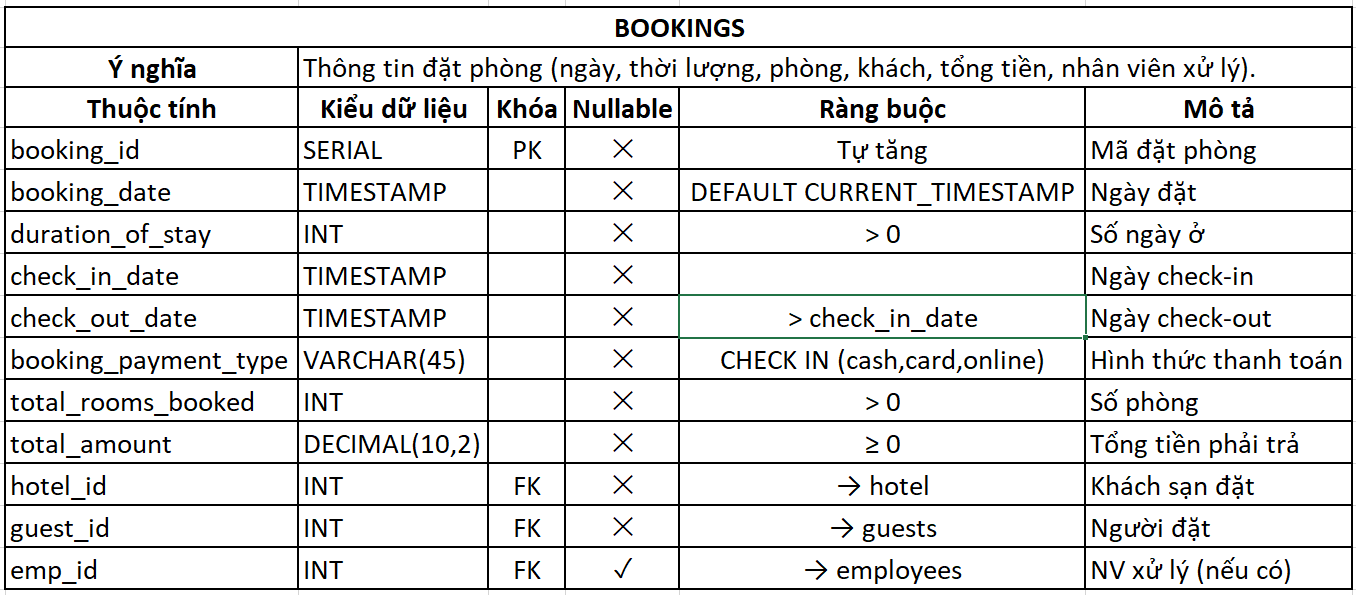 BOOKINGS
Ý nghĩa Thông tin đặt phòng (ngày, thời lượng, phòng, khách, tổng tiền, nhân viên xử lý).
Thuộc tính Kiểu dữ liệu Khóa Nullable Ràng buộc Mô tả
booking_id SERIAL PK ✕ Tự tăng Mã đặt phòng
booking_date TIMESTAMP ✕ DEFAULT CURRENT_TIMESTAMP Ngày đặt
duration_of_stay INT ✕ > 0 Số ngày ở
check_in_date TIMESTAMP ✕ Ngày check-in
check_out_date TIMESTAMP ✕ > check_in_date Ngày check-out
booking_payment_type VARCHAR(45) ✕ CHECK IN (cash,card,online) Hình thức thanh toán
total_rooms_booked INT ✕ > 0 Số phòng
total_amount DECIMAL(10,2) ✕ ≥ 0 Tổng tiền phải trả
hotel_id INT FK ✕ → hotel Khách sạn đặt
guest_id INT FK ✕ → guests Người đặt
emp_id INT FK ✓ → employees NV xử lý (nếu có)